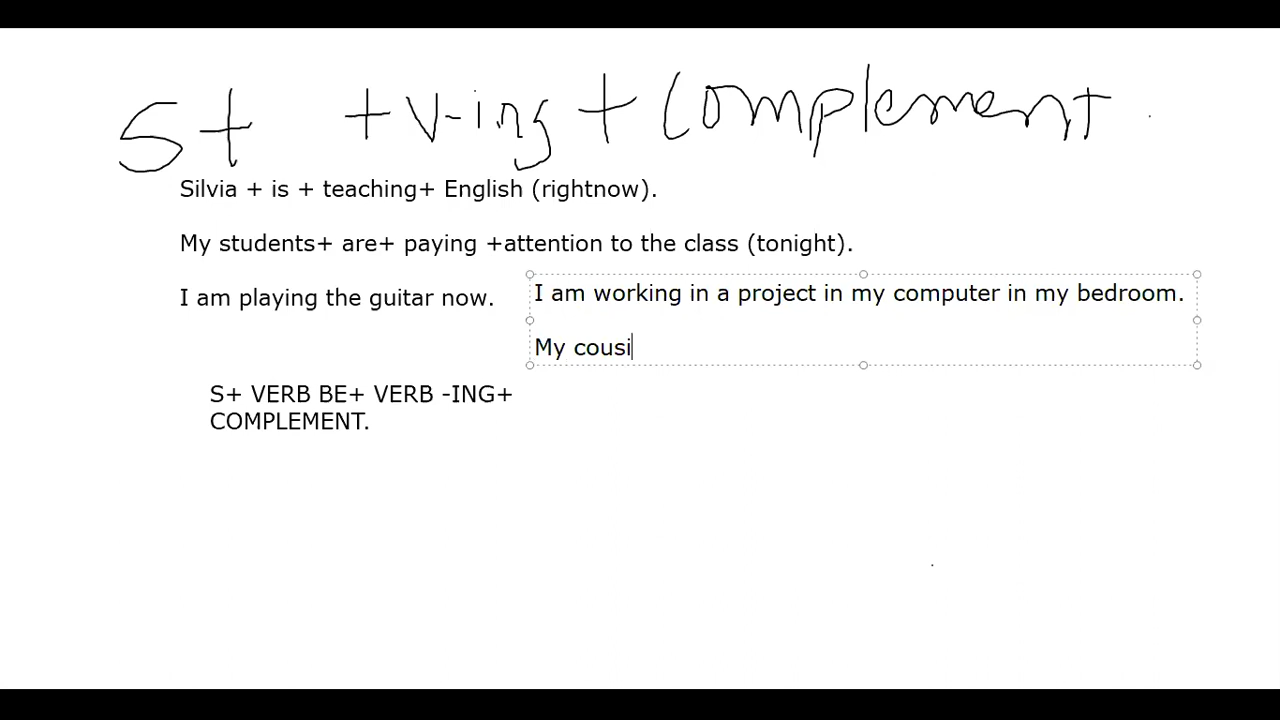 S+ +V-ing + Complement
Silvia + is + teaching+ English (rightnow).
My students+ are+ paying +attention to the class (tonight).
I am playing the guitar now.
I am working in a project in my computer in my bedroom.
My cousi
S+ VERB BE+ VERB -ING+
COMPLEMENT.